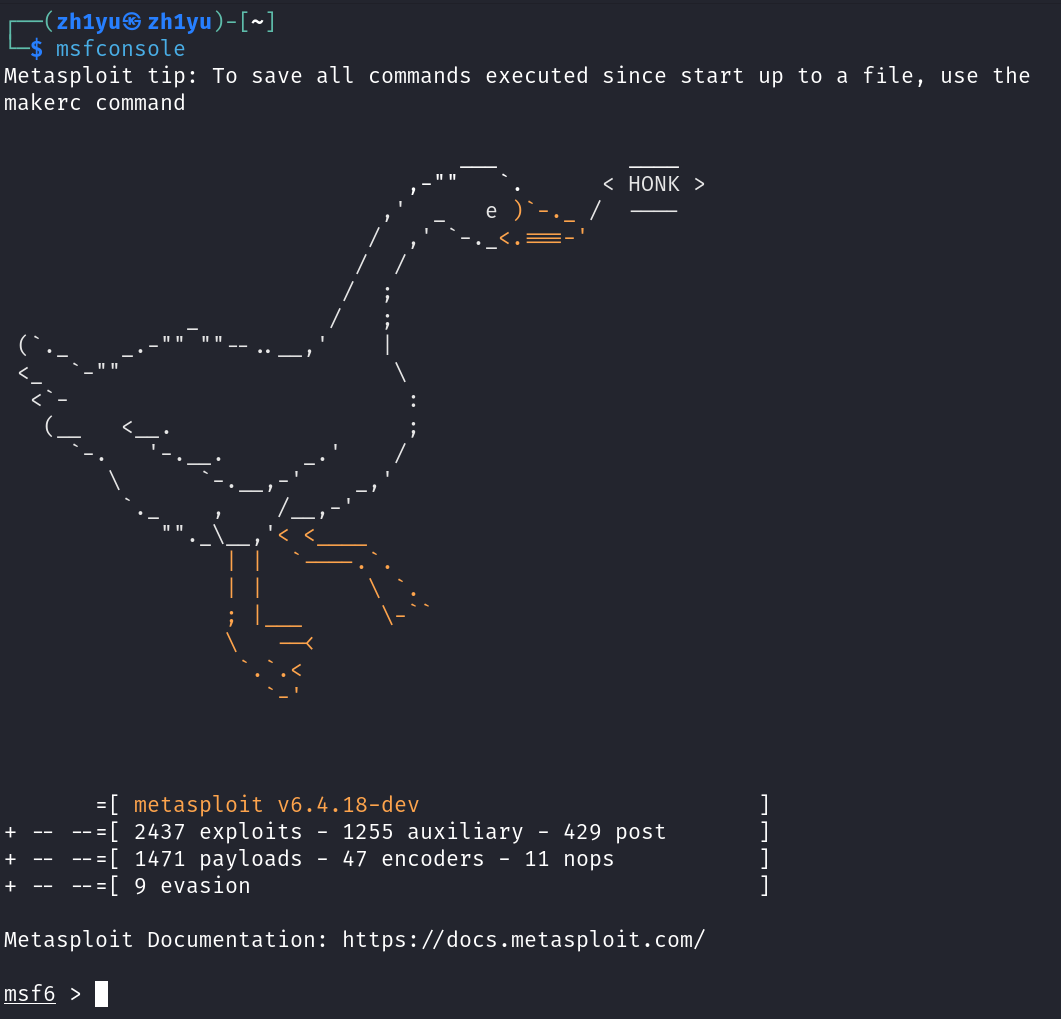 ┌──(zh1yu㉿zh1yu)-[~]
└─$ msfconsole
Metasploit tip: To save all commands executed since start up to a file, use the
makerc command
< HONK >
e
=[ metasploit v6.4.18-dev ]
+ -- --=[ 2437 exploits - 1255 auxiliary - 429 post ]
+ -- --=[ 1471 payloads - 47 encoders - 11 nops ]
+ -- --=[ 9 evasion ]
Metasploit Documentation: https://docs.metasploit.com/
msf6 >